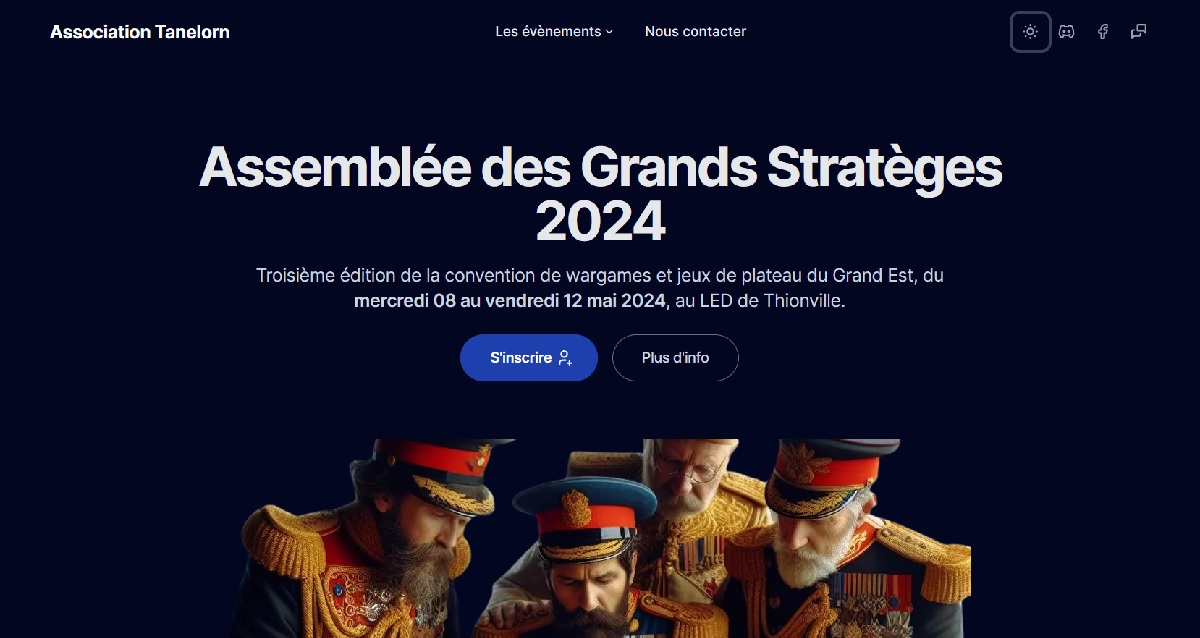 Association Tanelorn
Les évènements
Nous contacter
Assemblée des Grands Stratèges
2024
Troisième édition de la convention de wargames et jeux de plateau du Grand Est, du
mercredi 08 au vendredi 12 mai 2024, au LED de Thionville.
S'inscrire
Plus d'info